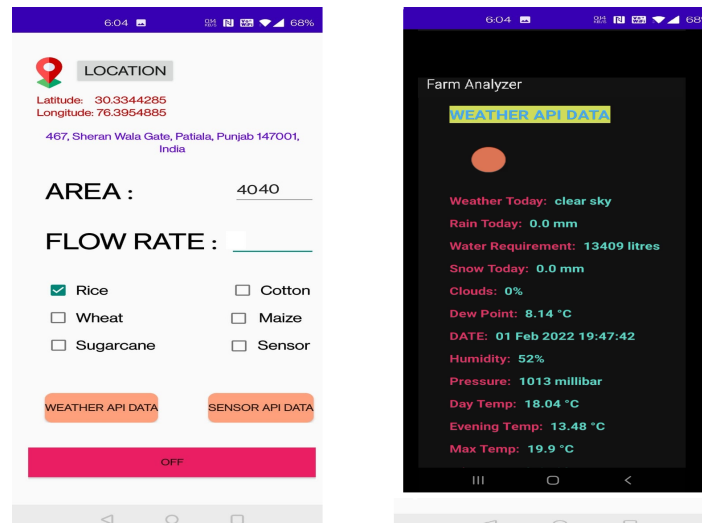 6:04 68%
LOCATION
Latitude: 30.3344285
Longitude: 76.3954885
467, Sheran Wala Gate, Patiala, Punjab 147001,
India
AREA : 4040
FLOW RATE :
Rice Cotton
Wheat Maize
Sugarcane Sensor
WEATHER API DATA SENSOR API DATA
OFF
6:04 68
Farm Analyzer
WEATHER API DATA
Weather Today: clear sky
Rain Today: 0.0 mm
Water Requirement: 13409 litres
Snow Today: 0.0 mm
Clouds: 0%
Dew Point: 8.14 °C
DATE: 01 Feb 2022 19:47:42
Humidity: 52%
Pressure: 1013 millibar
Day Temp: 18.04 °C
Evening Temp: 13.48 °C
Max Temp: 19.9 °C